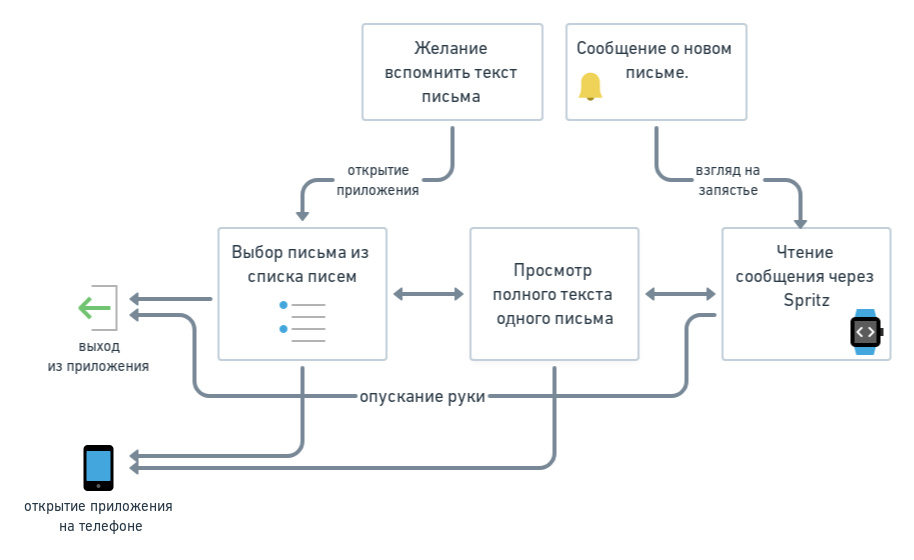 Желание
вспомнить текст
письма
Сообщение о новом
письме.
открытие
приложения
взгляд на
запястье
Выбор письма из
списка писем
Просмотр
полного текста
одного письма
Чтение
сообщения через
Spritz
выход
из приложения
опускание руки
открытие приложения
на телефоне